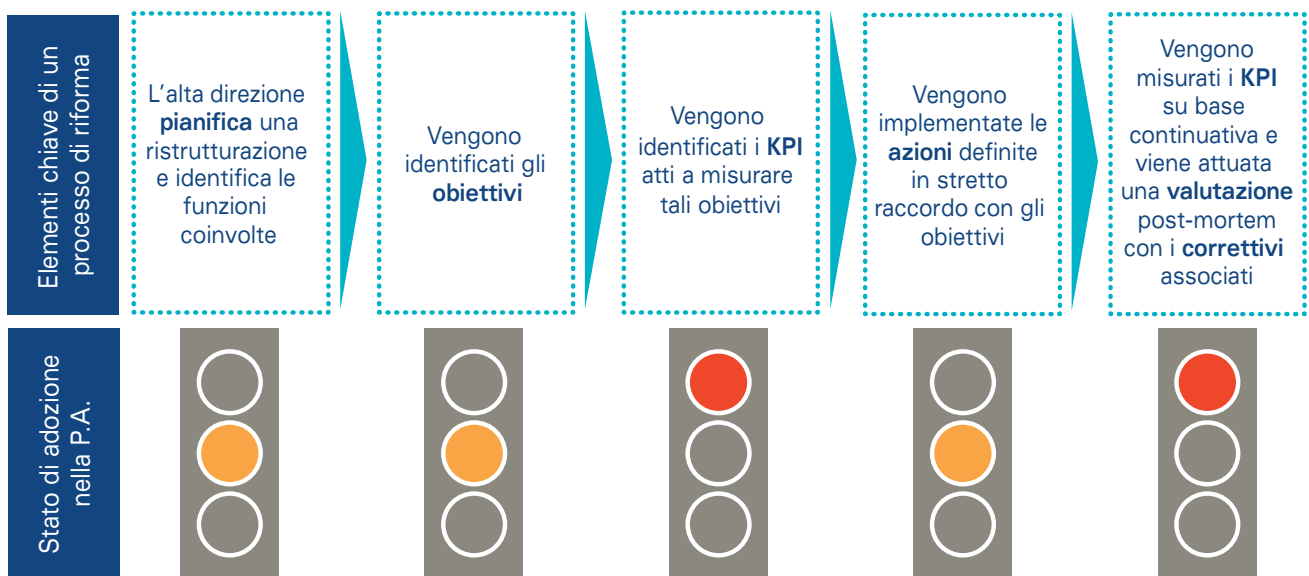 Elementi chiave di un
processo di riforma
L'alta direzione
pianifica una
ristrutturazione
e identifica le
funzioni
coinvolte
Vengono
identificati gli
obiettivi
Vengono
identificati i KPI
atti a misurare
tali obiettivi
Vengono
implementate le
azioni definite
in stretto
raccordo con gli
obiettivi
Vengono
misurati i KPI
su base
continuativa e
viene attuata
una valutazione
post-mortem
con i correttivi
associati
Stato di adozione
nella P.A.